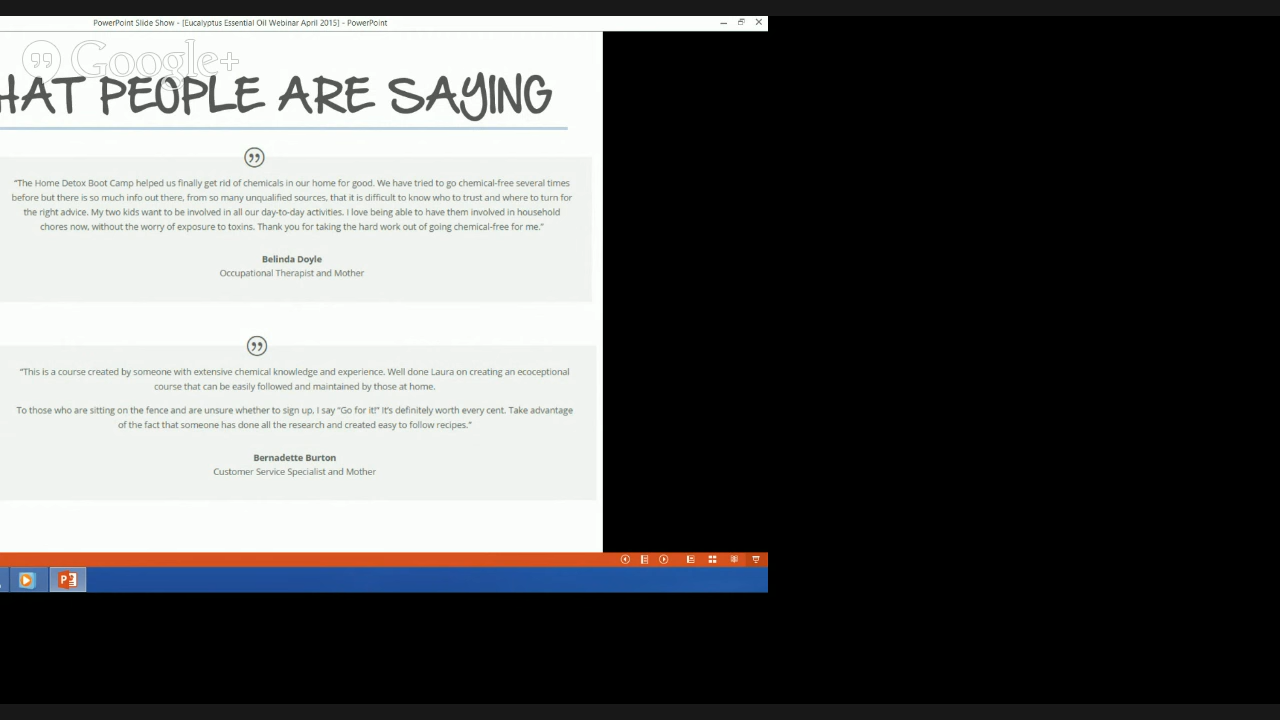 PowerPoint Slide Show - [Eucalyptus Essential Oil Webinar April 2015] - PowerPoint
Google+
HAT PEOPLE ARE SAYING
“The Home Detox Boot Camp helped us finally get rid of chemicals in our home for good. We have tried to go chemical-free several times
before but there is so much info out there, from so many unqualified sources, that it is difficult to know who to trust and where to turn for
the right advice. My two kids want to be involved in all our day-to-day activities. I love being able to have them involved in household
chores now, without the worry of exposure to toxins. Thank you for taking the hard work out of going chemical-free for me.”
Belinda Doyle
Occupational Therapist and Mother
“This is a course created by someone with extensive chemical knowledge and experience. Well done Laura on creating an ecoceptional
course that can be easily followed and maintained by those at home.
To those who are sitting on the fence and are unsure whether to sign up, I say “Go for it!” It’s definitely worth every cent. Take advantage
of the fact that someone has done all the research and created easy to follow recipes.”
Bernadette Burton
Customer Service Specialist and Mother